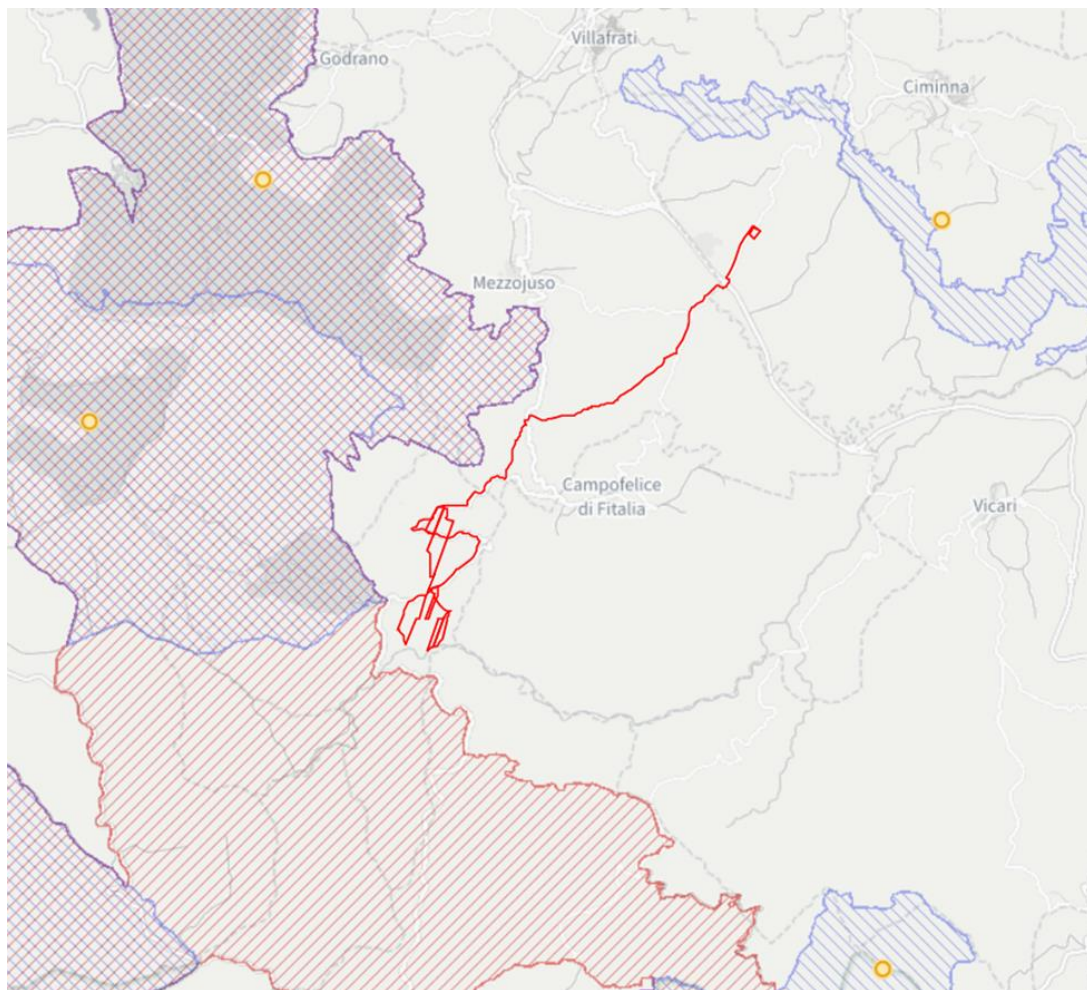 Villafrati
Godrano
Ciminna
Mezzojuso
Campofelice
di Fitalia
Vicari